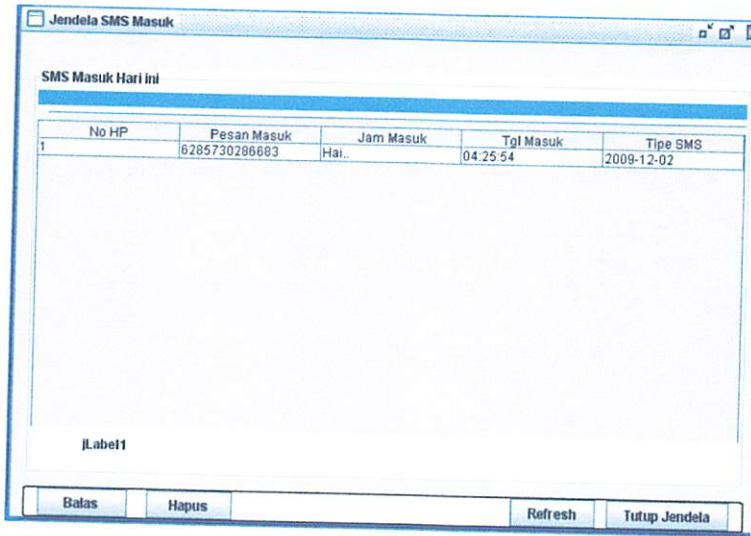 Jendela SMS Masuk
SMS Masuk Hari ini
No HP Pesan Masuk Jam Masuk Tgl Masuk Tipe SMS
1 6285730286683 Hai.. 04:25:54 2009-12-02
jLabel1
Balas Hapus Refresh Tutup Jendela